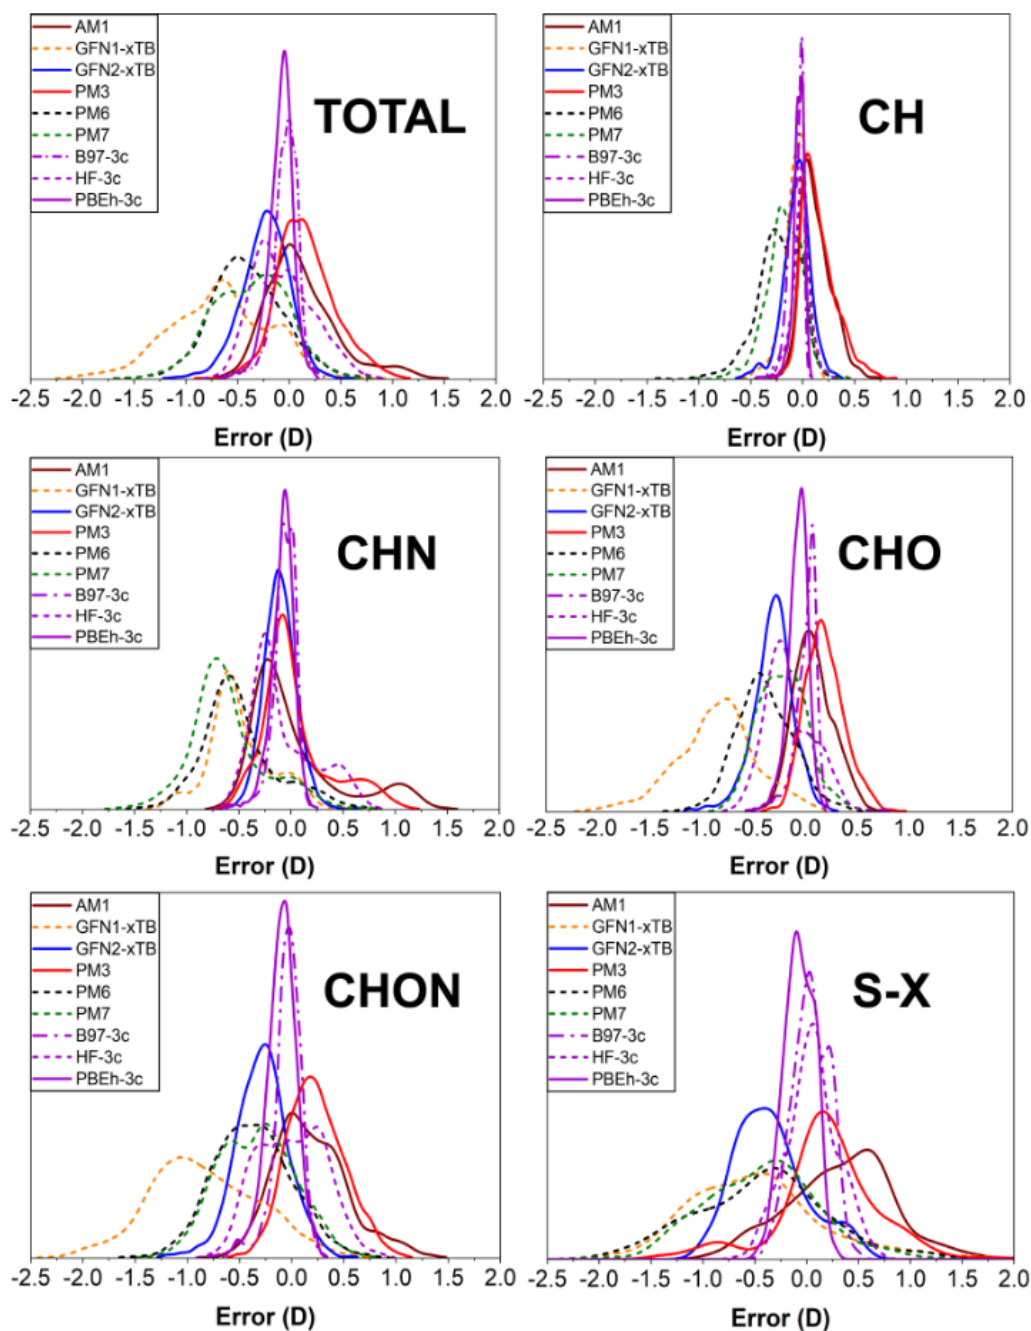 AM1
GFN1-xTB
GFN2-xTB
PM3
PM6
PM7
B97-3c
HF-3c
PBEh-3c
TOTAL
-2.5 -2.0 -1.5 -1.0 -0.5 0.0 0.5 1.0 1.5 2.0
Error (D)
AM1
GFN1-xTB
GFN2-xTB
PM3
PM6
PM7
B97-3c
HF-3c
PBEh-3c
CH
-2.5 -2.0 -1.5 -1.0 -0.5 0.0 0.5 1.0 1.5 2.0
Error (D)
AM1
GFN1-xTB
GFN2-xTB
PM3
PM6
PM7
B97-3c
HF-3c
PBEh-3c
CHN
-2.5 -2.0 -1.5 -1.0 -0.5 0.0 0.5 1.0 1.5 2.0
Error (D)
AM1
GFN1-xTB
GFN2-xTB
PM3
PM6
PM7
B97-3c
HF-3c
PBEh-3c
CHO
-2.5 -2.0 -1.5 -1.0 -0.5 0.0 0.5 1.0 1.5 2.0
Error (D)
AM1
GFN1-xTB
GFN2-xTB
PM3
PM6
PM7
B97-3c
HF-3c
PBEh-3c
CHON
-2.5 -2.0 -1.5 -1.0 -0.5 0.0 0.5 1.0 1.5 2.0
Error (D)
AM1
GFN1-xTB
GFN2-xTB
PM3
PM6
PM7
B97-3c
HF-3c
PBEh-3c
S-X
-2.5 -2.0 -1.5 -1.0 -0.5 0.0 0.5 1.0 1.5 2.0
Error (D)